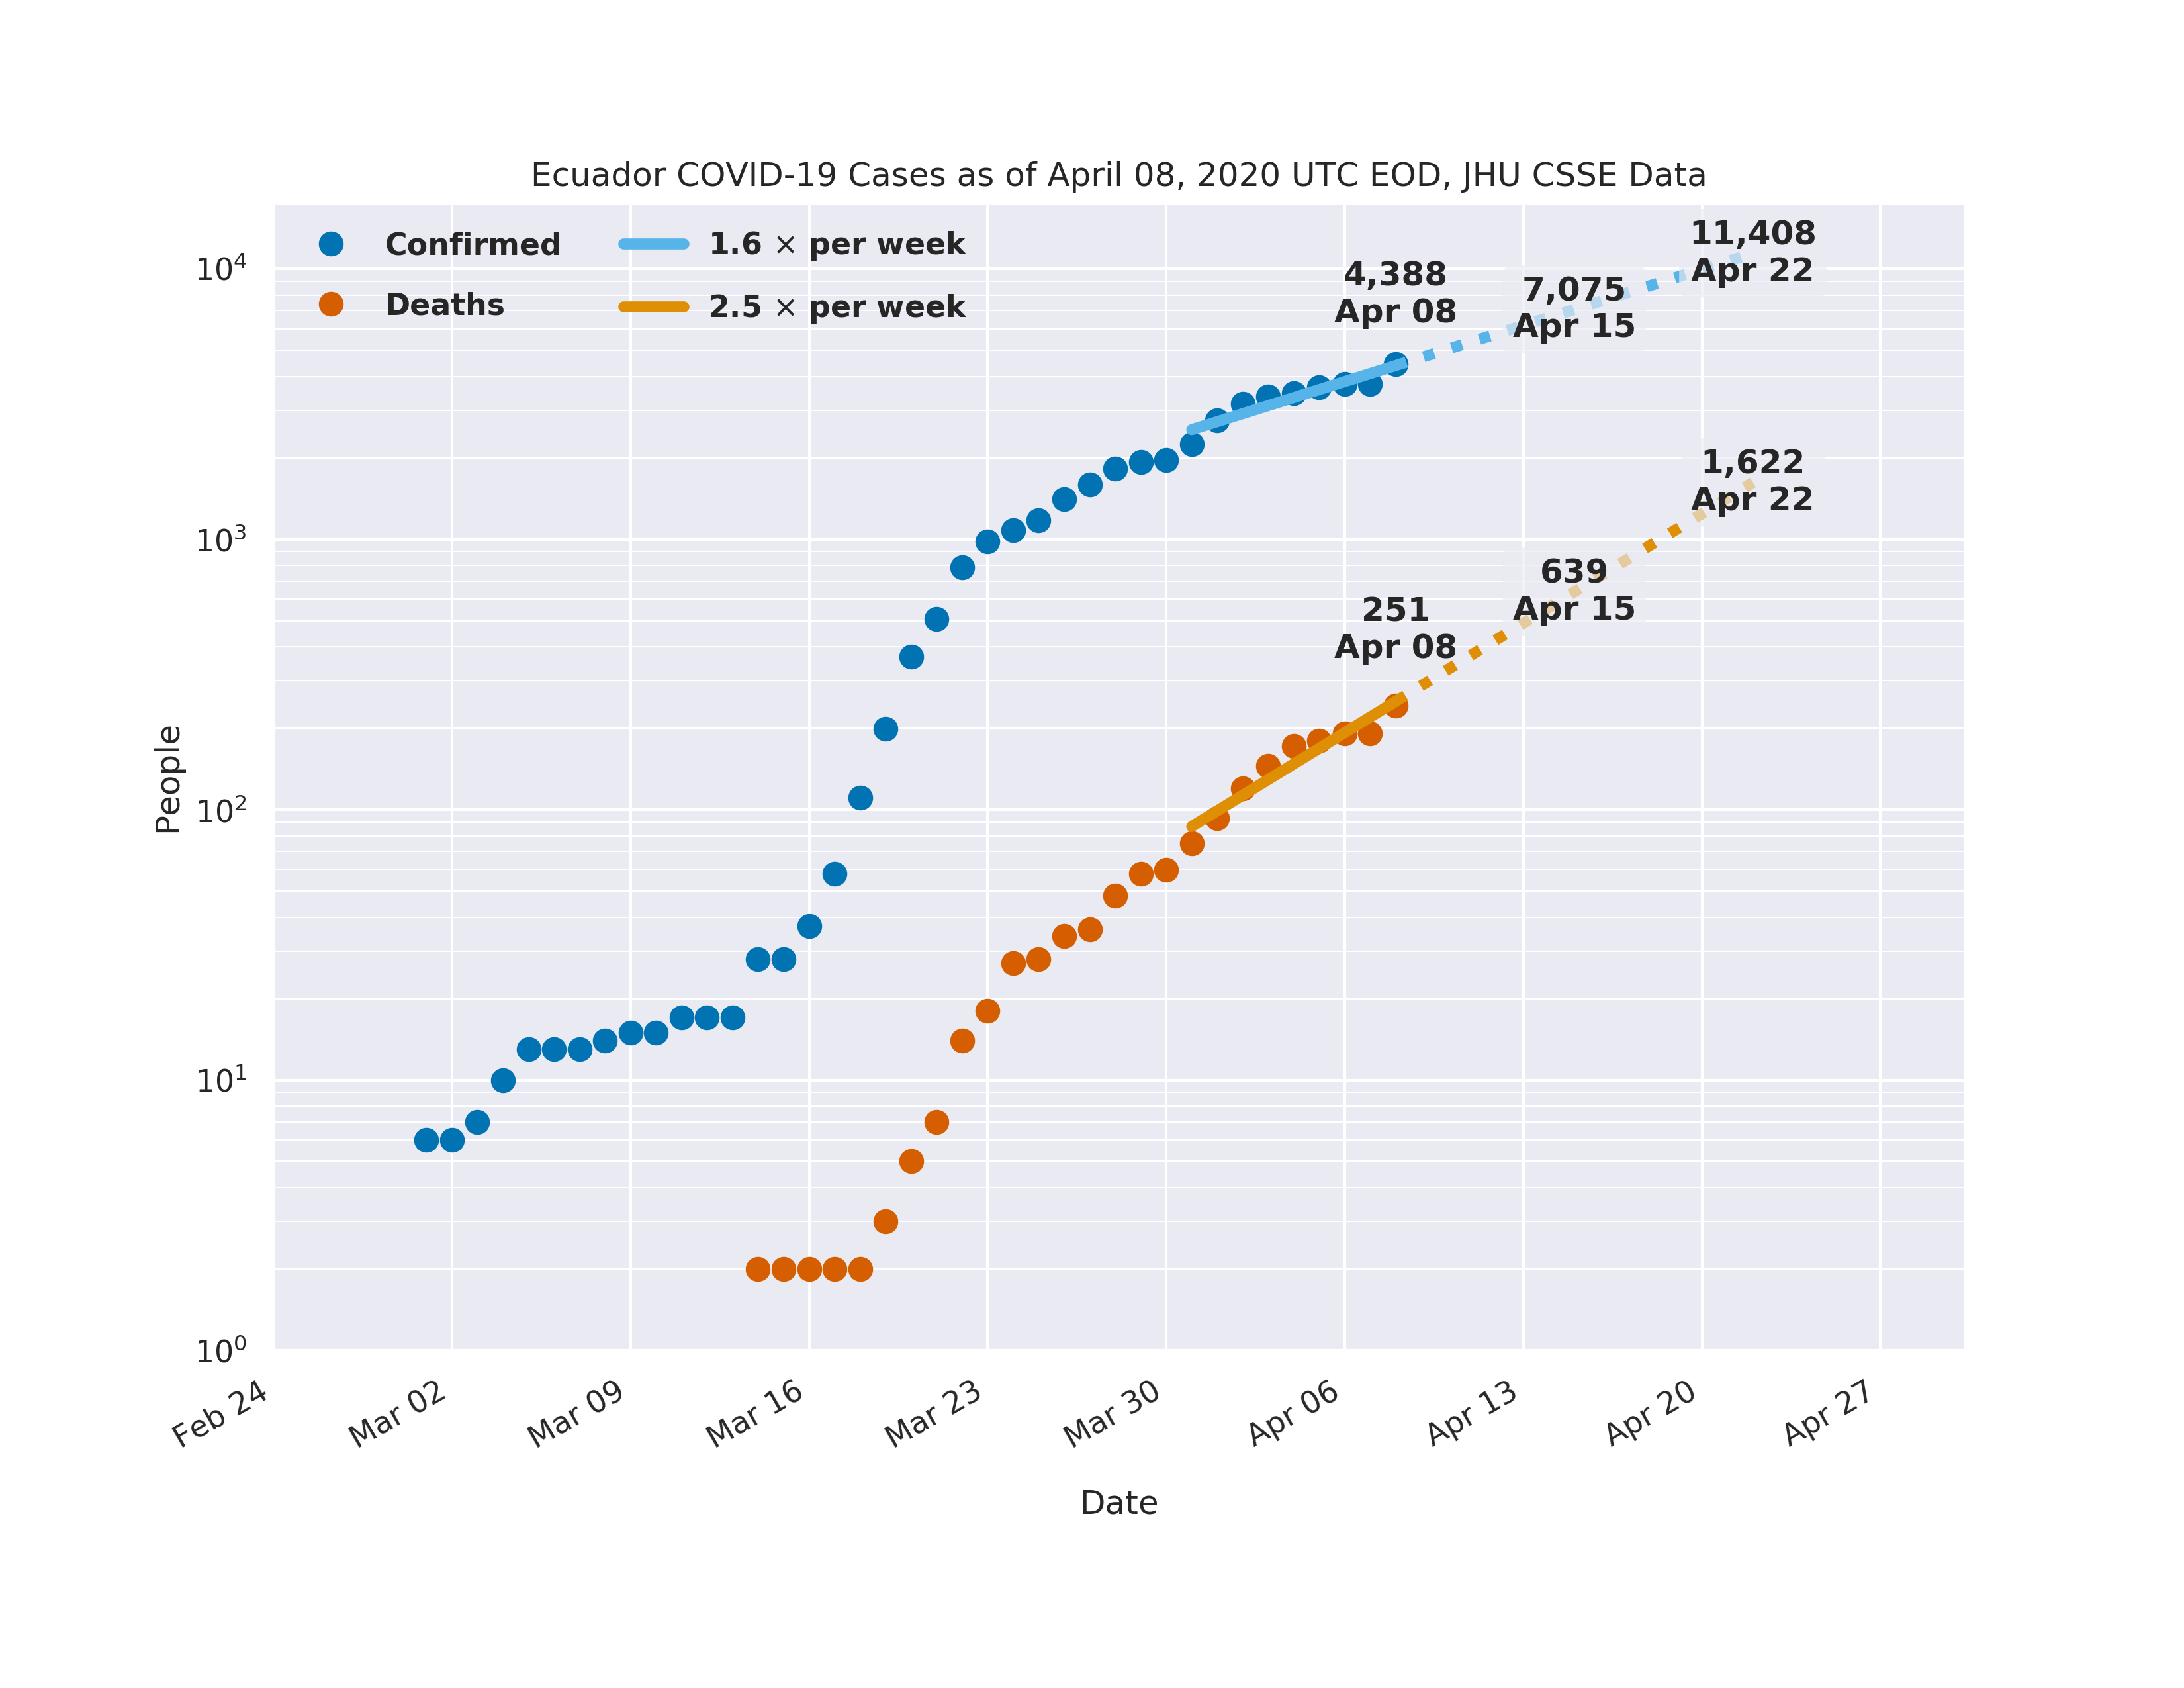 Ecuador COVID-19 Cases as of April 08, 2020 UTC EOD, JHU CSSE Data
Confirmed
Deaths
1.6 × per week
2.5 × per week
4,388
Apr 08
7,075
Apr 15
11,408
Apr 22
251
Apr 08
639
Apr 15
1,622
Apr 22
People
10⁴
10³
10²
10¹
10⁰
Feb 24
Mar 02
Mar 09
Mar 16
Mar 23
Mar 30
Apr 06
Apr 13
Apr 20
Apr 27
Date